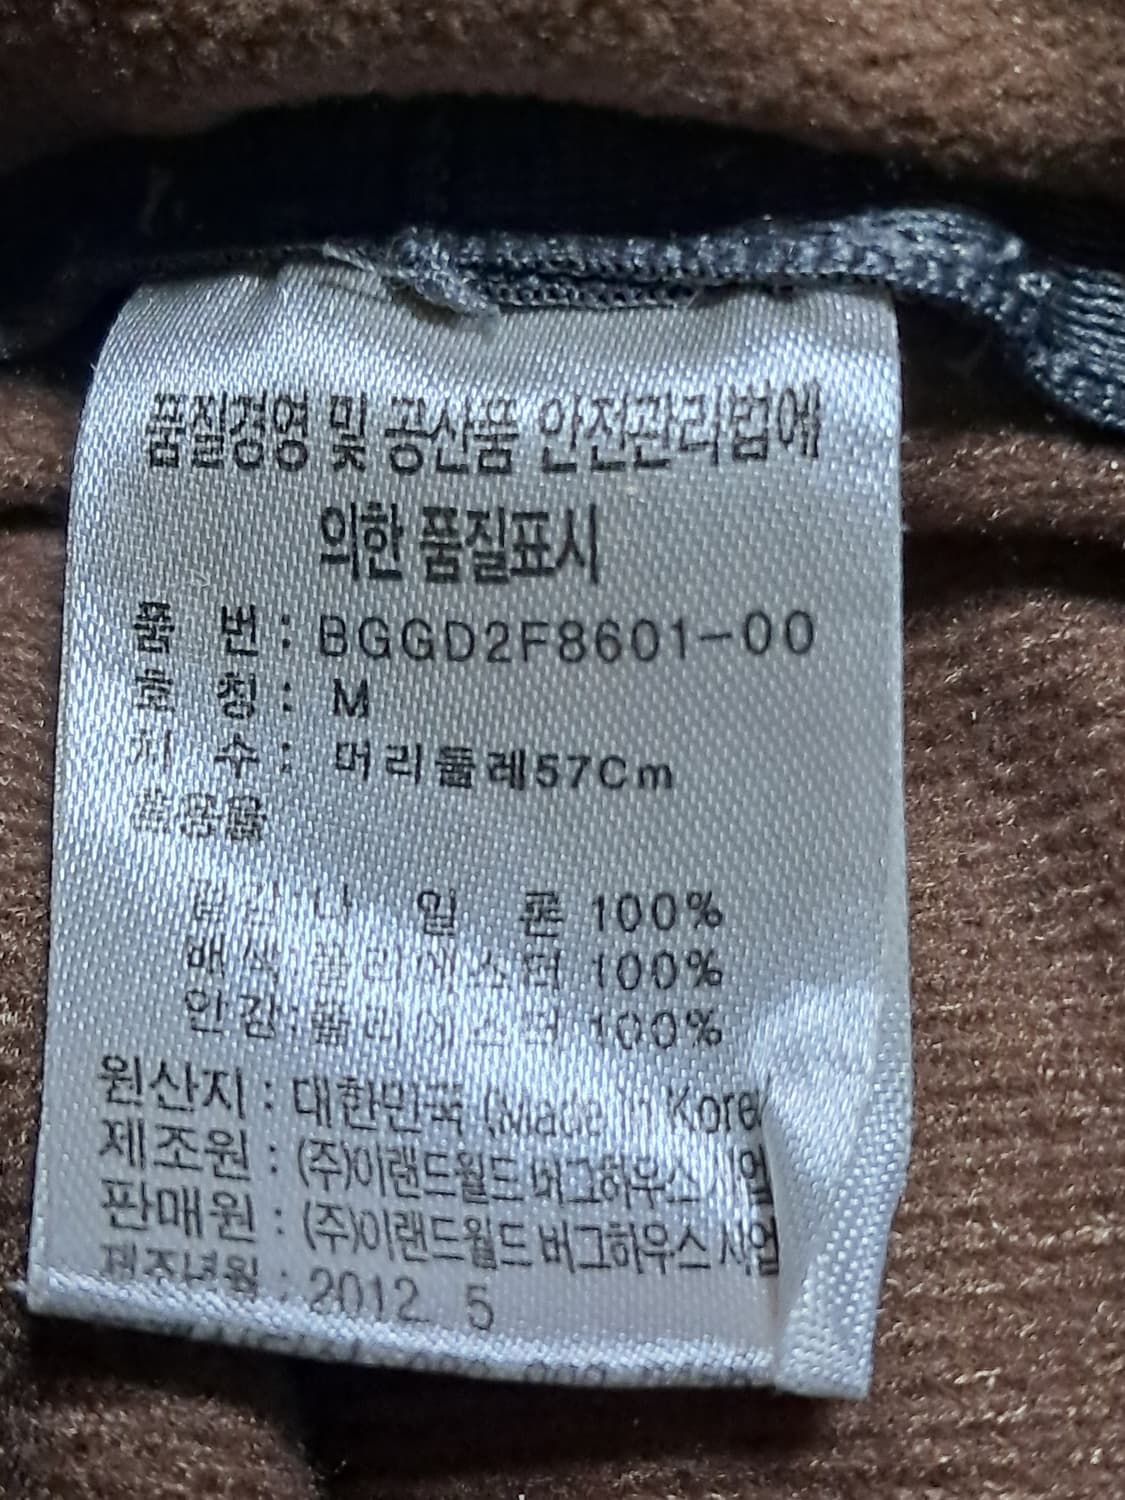 품질경영 및 공산품 안전관리법에
의한 품질표시
품 번 : BGGD2F8601-00
호 칭 : M
치 수 : 머리둘레57Cm
혼용율
겉감:나 일 론 100%
배색:폴리에스터 100%
안감:폴리에스터 100%
원산지 : 대한민국 (Made in Kore
제조원 : (주)이랜드월드 버그하우스 사업
판매원 : (주)이랜드월드 버그하우스 사업
제조년월 : 2012. 5